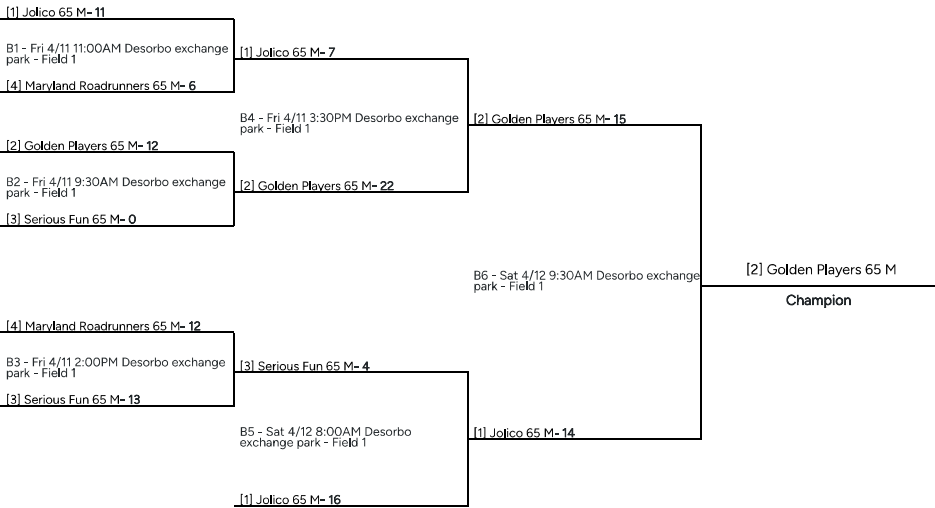 [1] Jolico 65 M- 11
B1 - Fri 4/11 11:00AM Desorbo exchange
park - Field 1
[4] Maryland Roadrunners 65 M- 6
[1] Jolico 65 M- 7
B4 - Fri 4/11 3:30PM Desorbo exchange
park - Field 1
[2] Golden Players 65 M- 12
B2 - Fri 4/11 9:30AM Desorbo exchange
park - Field 1
[3] Serious Fun 65 M- 0
[2] Golden Players 65 M- 22
[2] Golden Players 65 M- 15
B6 - Sat 4/12 9:30AM Desorbo exchange
park - Field 1
[2] Golden Players 65 M
Champion
[4] Maryland Roadrunners 65 M- 12
B3 - Fri 4/11 2:00PM Desorbo exchange
park - Field 1
[3] Serious Fun 65 M- 13
[3] Serious Fun 65 M- 4
B5 - Sat 4/12 8:00AM Desorbo
exchange park - Field 1
[1] Jolico 65 M- 16
[1] Jolico 65 M- 14